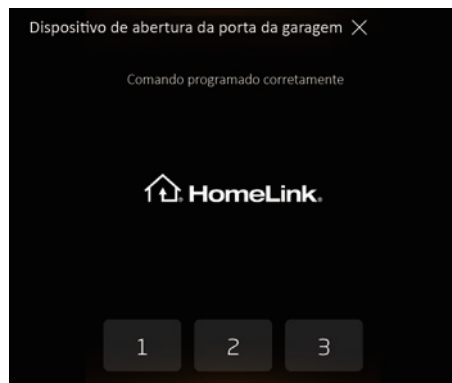 Dispositivo de abertura da porta da garagem
Comando programado corretamente
HomeLink.
1 2 3